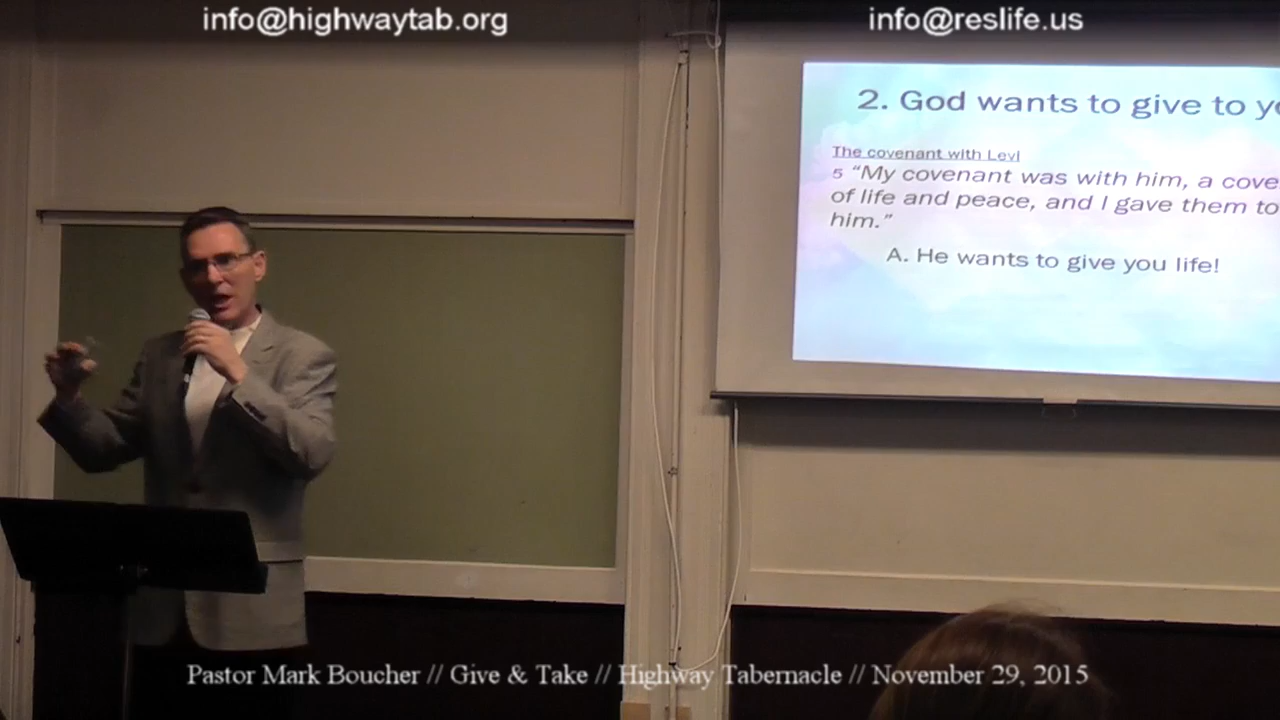 info@highwaytab.org
info@reslife.us
2. God wants to give to
The covenant with Levi
5 “My covenant was with him, a
of life and peace, and I gave them to
him.”
A. He wants to give you life!
Pastor Mark Boucher // Give & Take // Highway Tabernacle // November 29, 2015